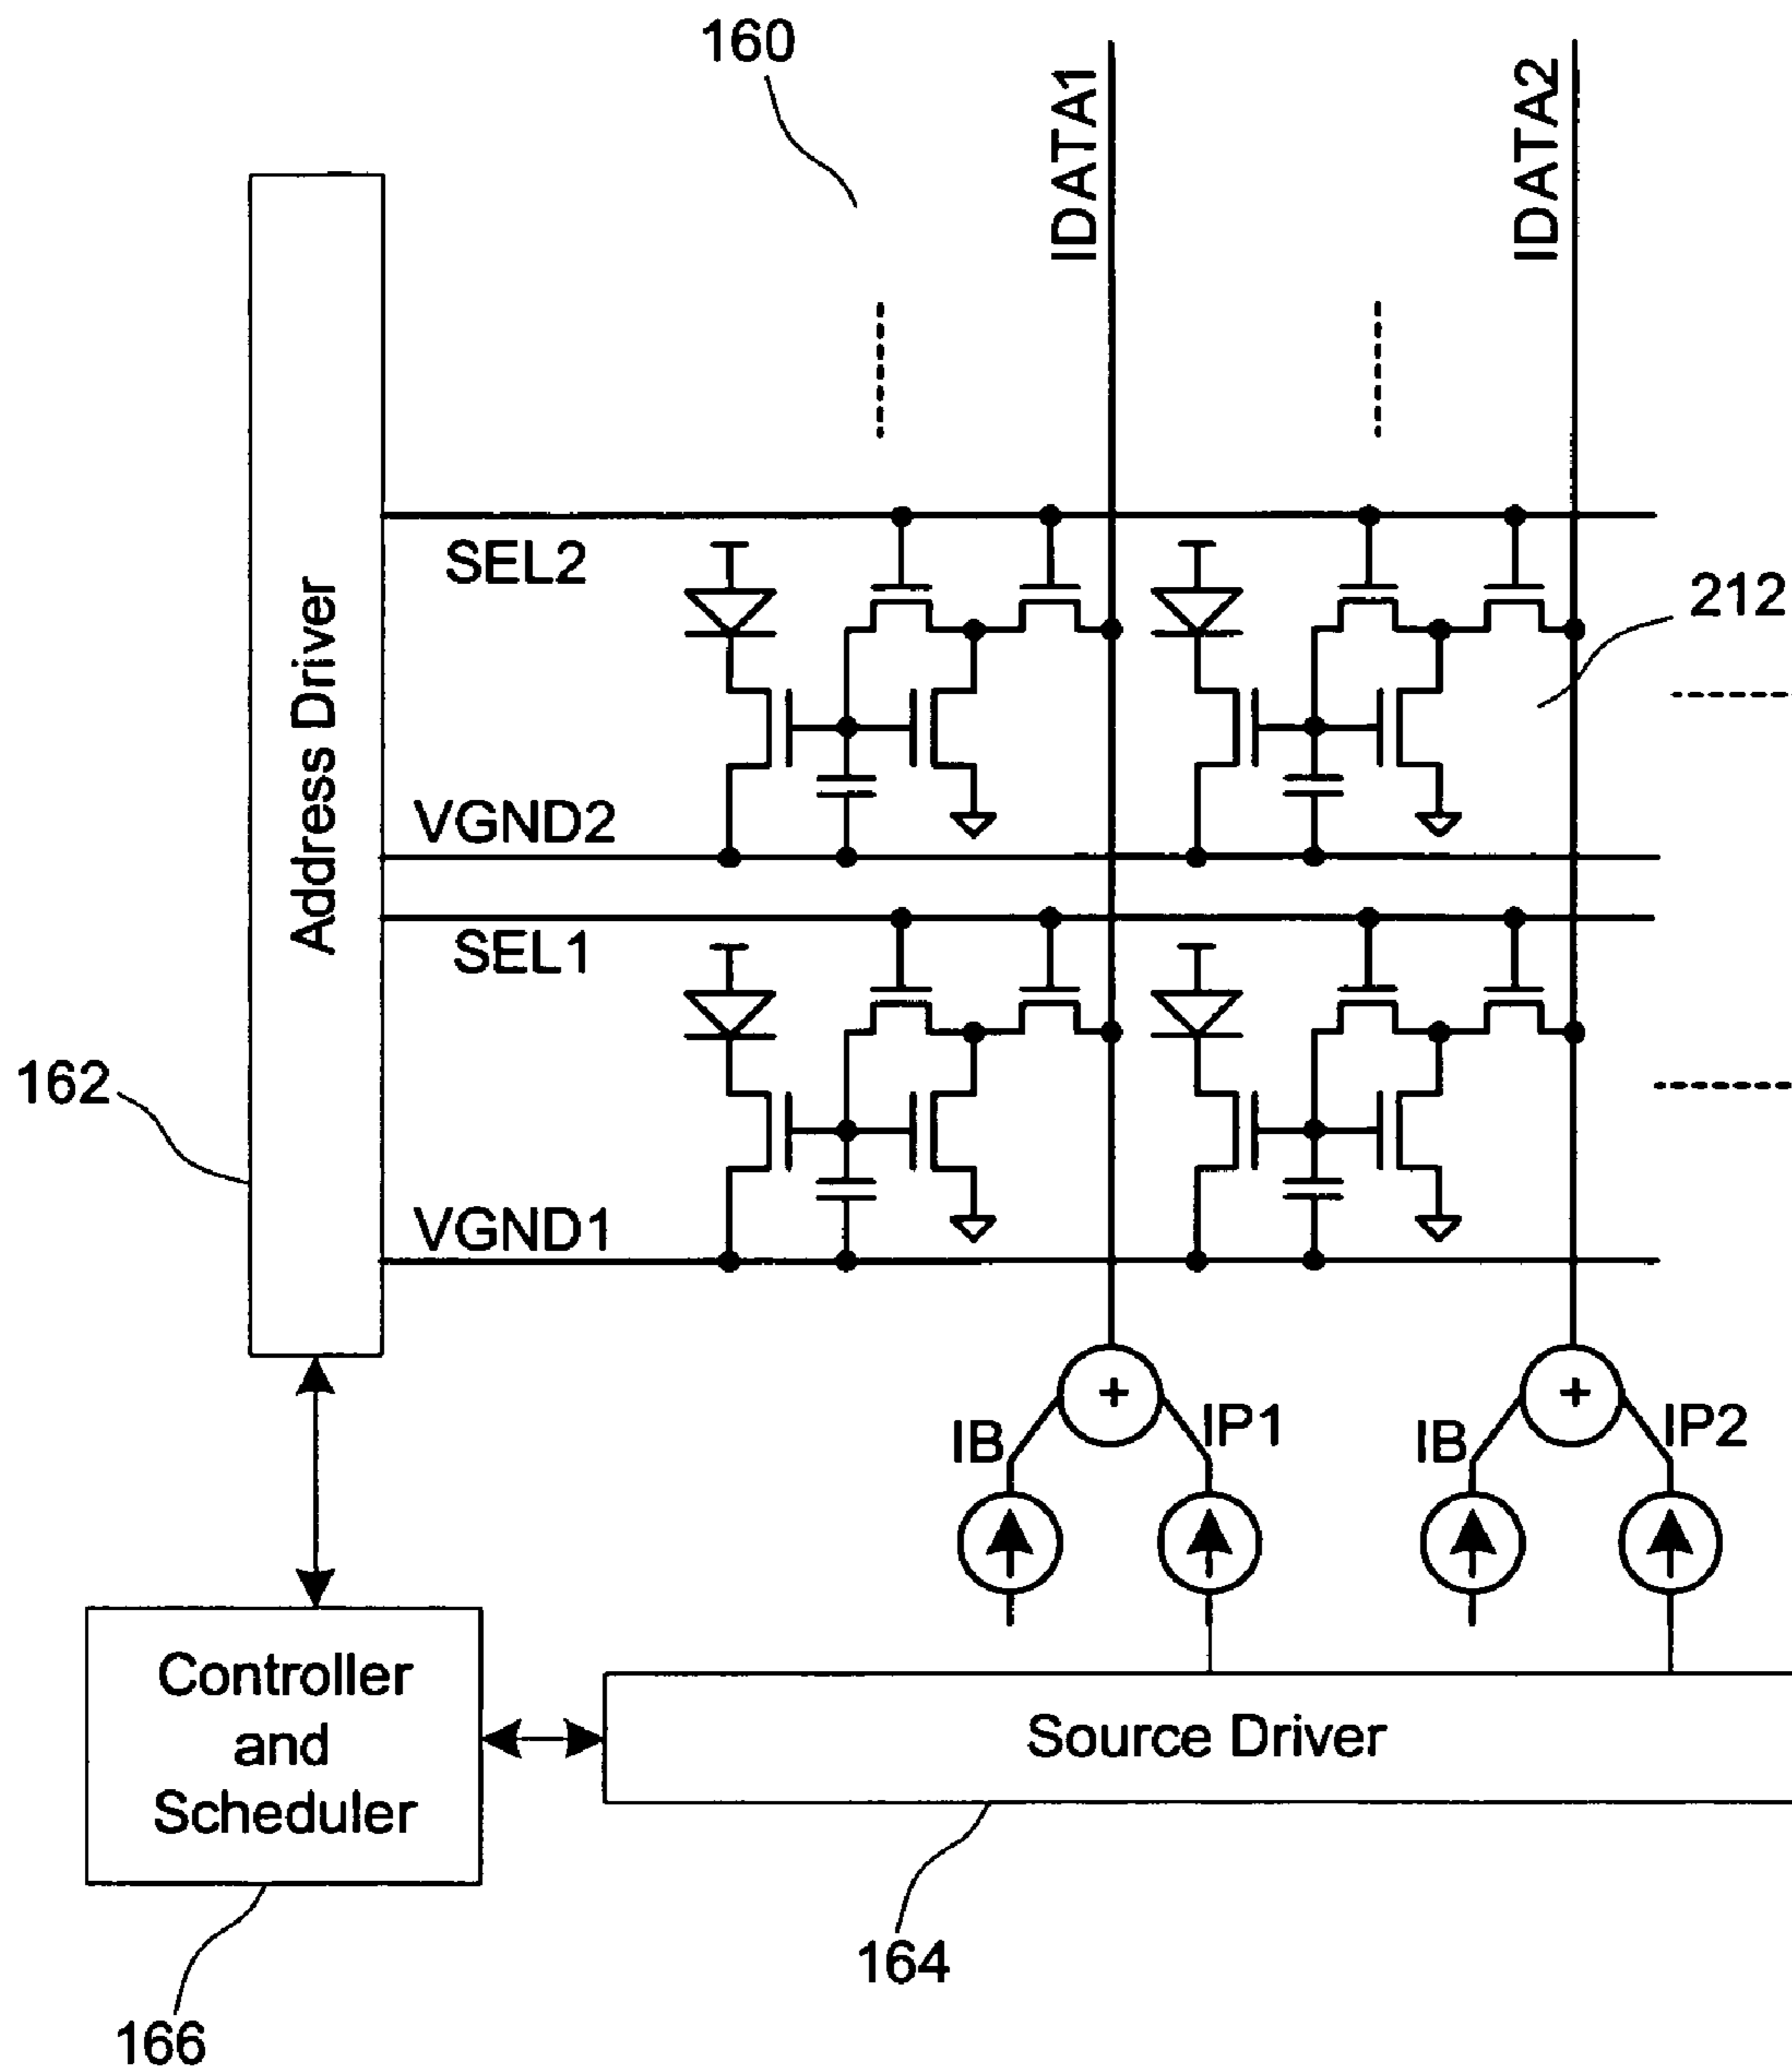 160
IDATA1
IDATA2
Address Driver
SEL2
212
VGND2
SEL1
162
VGND1
+
+
IB
IP1
IB
IP2
Controller
and
Scheduler
Source Driver
164
166